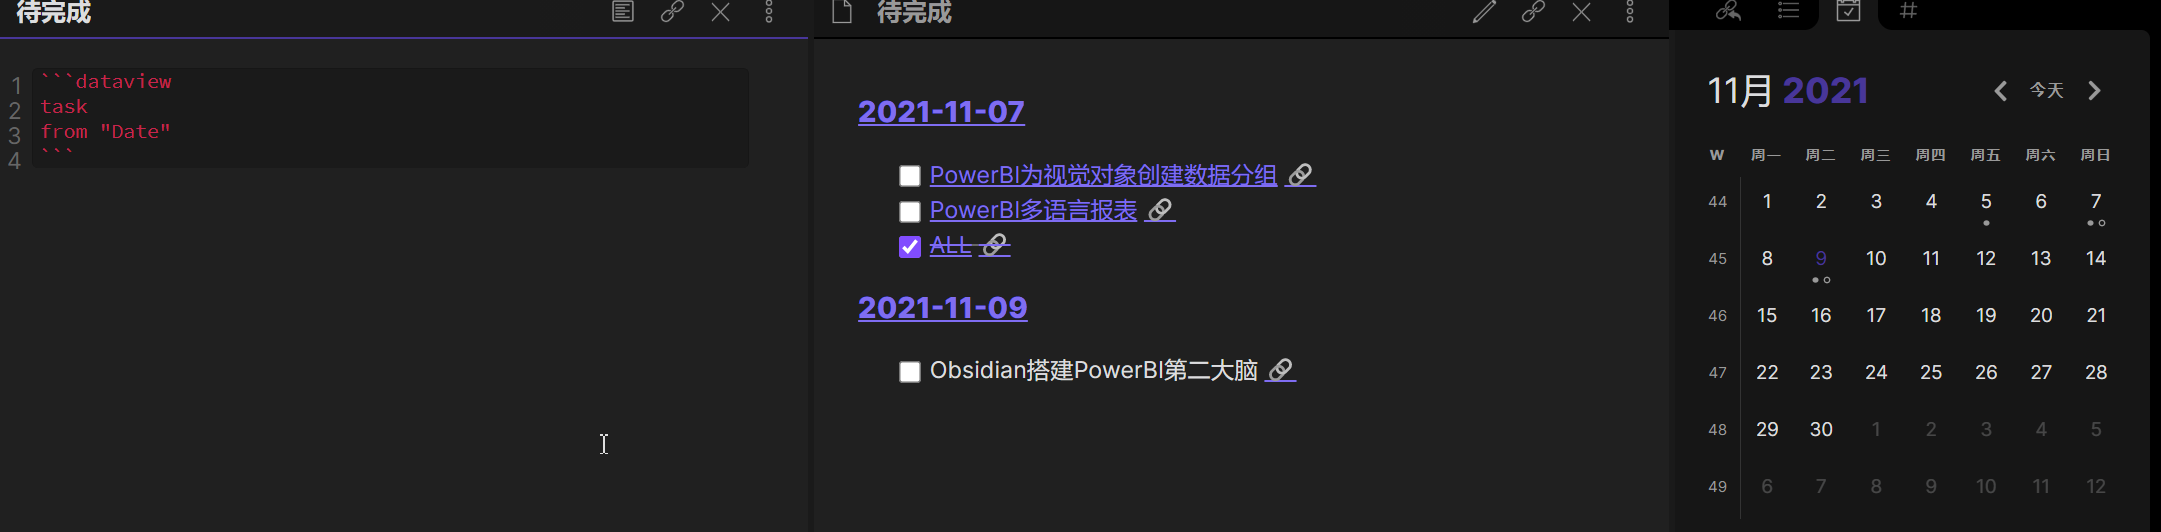 待完成
1 ```dataview
2 task
3 from "Date"
4 ```
待完成
2021-11-07
PowerBI为视觉对象创建数据分组
PowerBI多语言报表
ALL
2021-11-09
Obsidian搭建PowerBI第二大脑
11月 2021 今天
W 周一 周二 周三 周四 周五 周六 周日
44 1 2 3 4 5 6 7
45 8 9 10 11 12 13 14
46 15 16 17 18 19 20 21
47 22 23 24 25 26 27 28
48 29 30 1 2 3 4 5
49 6 7 8 9 10 11 12